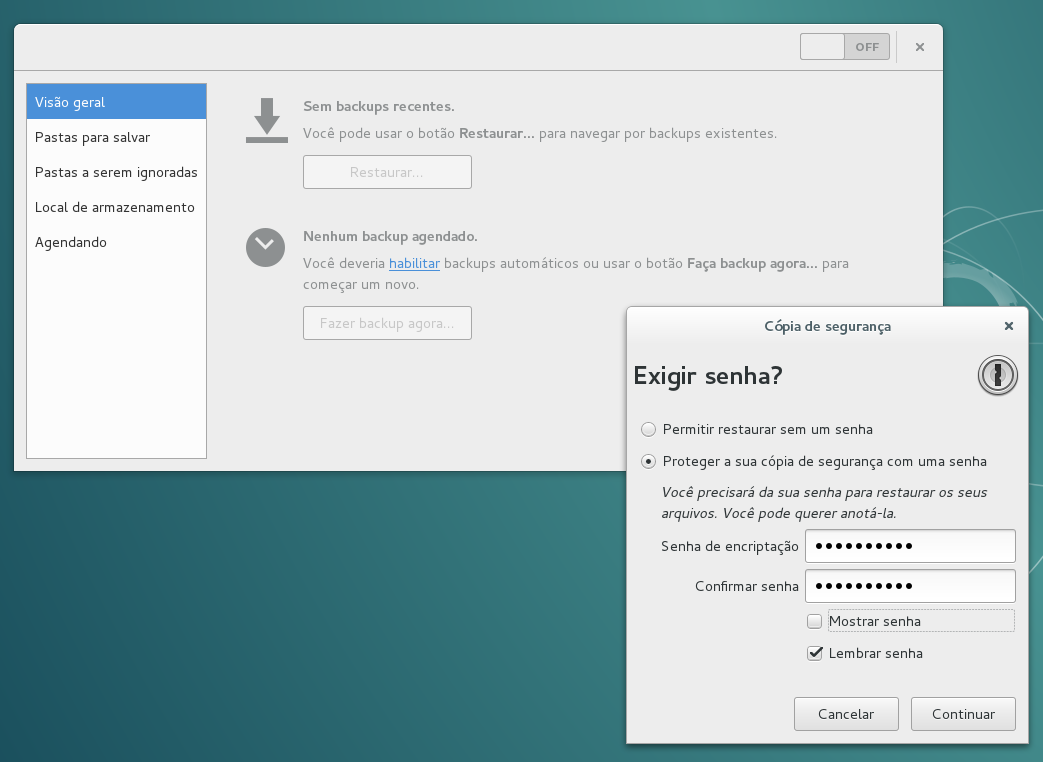 OFF
Visão geral
Pastas para salvar
Pastas a serem ignoradas
Local de armazenamento
Agendando
Sem backups recentes.
Você pode usar o botão Restaurar... para navegar por backups existentes.
Restaurar...
Nenhum backup agendado.
Você deveria habilitar backups automáticos ou usar o botão Faça backup agora... para
começar um novo.
Fazer backup agora...
Cópia de segurança
Exigir senha?
Permitir restaurar sem um senha
Proteger a sua cópia de segurança com uma senha
Você precisará da sua senha para restaurar os seus
arquivos. Você pode querer anotá-la.
Senha de encriptação ●●●●●●●●●●
Confirmar senha ●●●●●●●●●●
Mostrar senha
Lembrar senha
Cancelar
Continuar